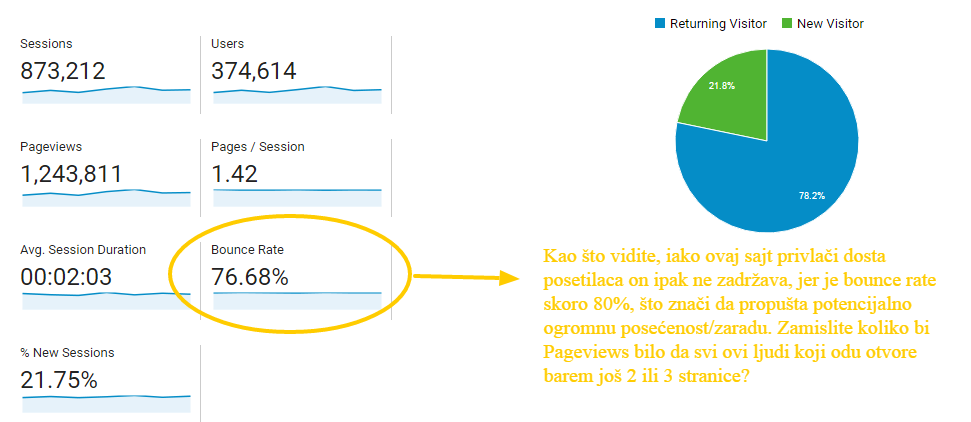 Returning Visitor New Visitor
Sessions
873,212
Users
374,614
Pageviews
1,243,811
Pages / Session
1.42
Avg. Session Duration
00:02:03
Bounce Rate
76.68%
% New Sessions
21.75%
21.8%
78.2%
Kao što vidite, iako ovaj sajt privlači dosta
posetilaca on ipak ne zadržava, jer je bounce rate
skoro 80%, što znači da propušta potencijalno
ogromnu posećenost/zaradu. Zamislite koliko bi
Pageviews bilo da svi ovi ljudi koji odu otvore
barem još 2 ili 3 stranice?